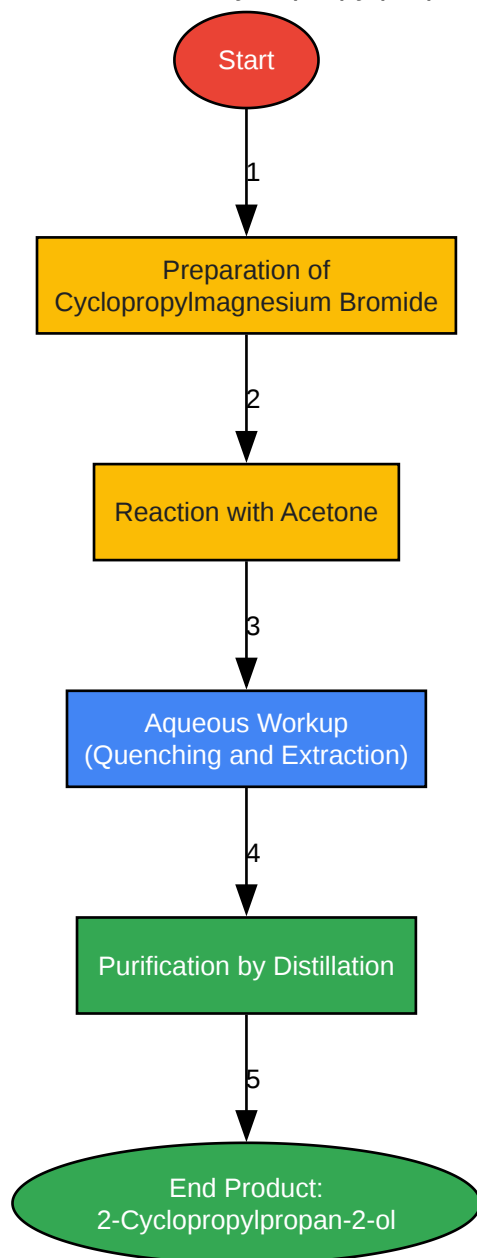 Start
1
Preparation of
Cyclopropylmagnesium Bromide
2
Reaction with Acetone
3
Aqueous Workup
(Quenching and Extraction)
4
Purification by Distillation
5
End Product:
2-Cyclopropylpropan-2-ol